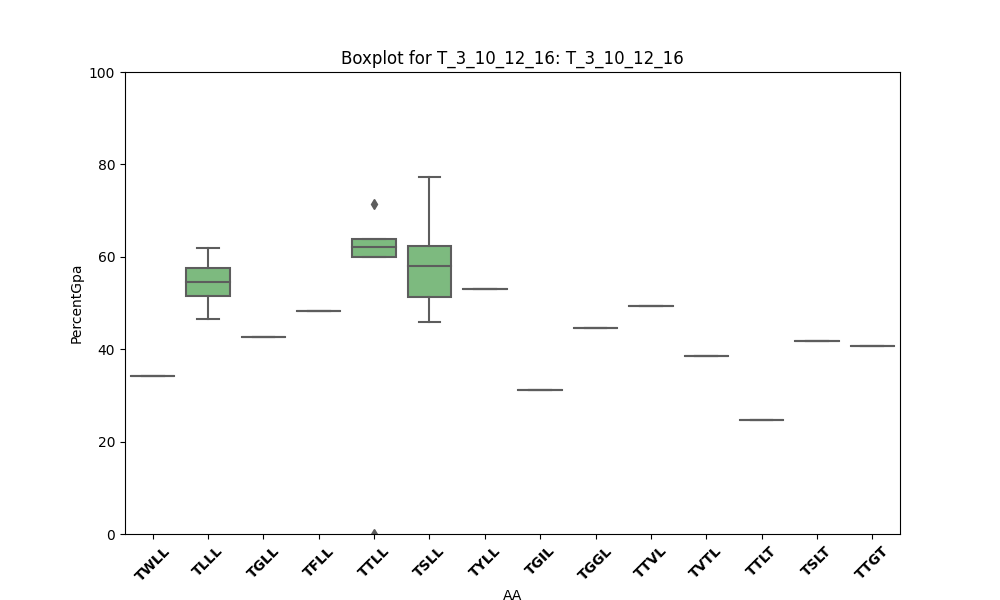 Boxplot for T_3_10_12_16: T_3_10_12_16
100
80
60
40
20
0
PercentGpa
TWLL
TLLL
TGLL
TFLL
TTLL
TSLL
TYLL
TGIL
TGGL
TTVL
TVTL
TTLT
TSLT
TTGT
AA